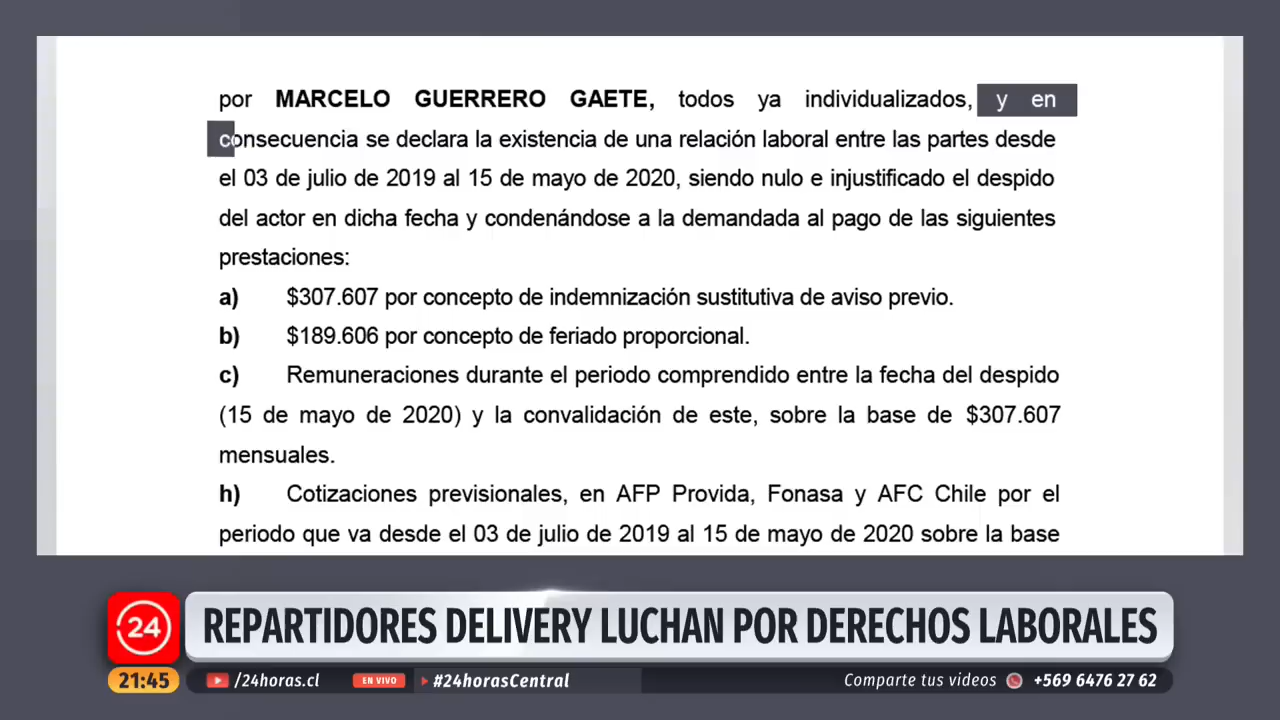 por MARCELO GUERRERO GAETE, todos ya individualizados, y en
consecuencia se declara la existencia de una relación laboral entre las partes desde
el 03 de julio de 2019 al 15 de mayo de 2020, siendo nulo e injustificado el despido
del actor en dicha fecha y condenándose a la demandada al pago de las siguientes
prestaciones:
a) $307.607 por concepto de indemnización sustitutiva de aviso previo.
b) $189.606 por concepto de feriado proporcional.
c) Remuneraciones durante el periodo comprendido entre la fecha del despido
(15 de mayo de 2020) y la convalidación de este, sobre la base de $307.607
mensuales.
h) Cotizaciones previsionales, en AFP Provida, Fonasa y AFC Chile por el
periodo que va desde el 03 de julio de 2019 al 15 de mayo de 2020 sobre la base
24 REPARTIDORES DELIVERY LUCHAN POR DERECHOS LABORALES
21:45 /24horas.cl EN VIVO #24horasCentral Comparte tus videos +569 6476 27 62